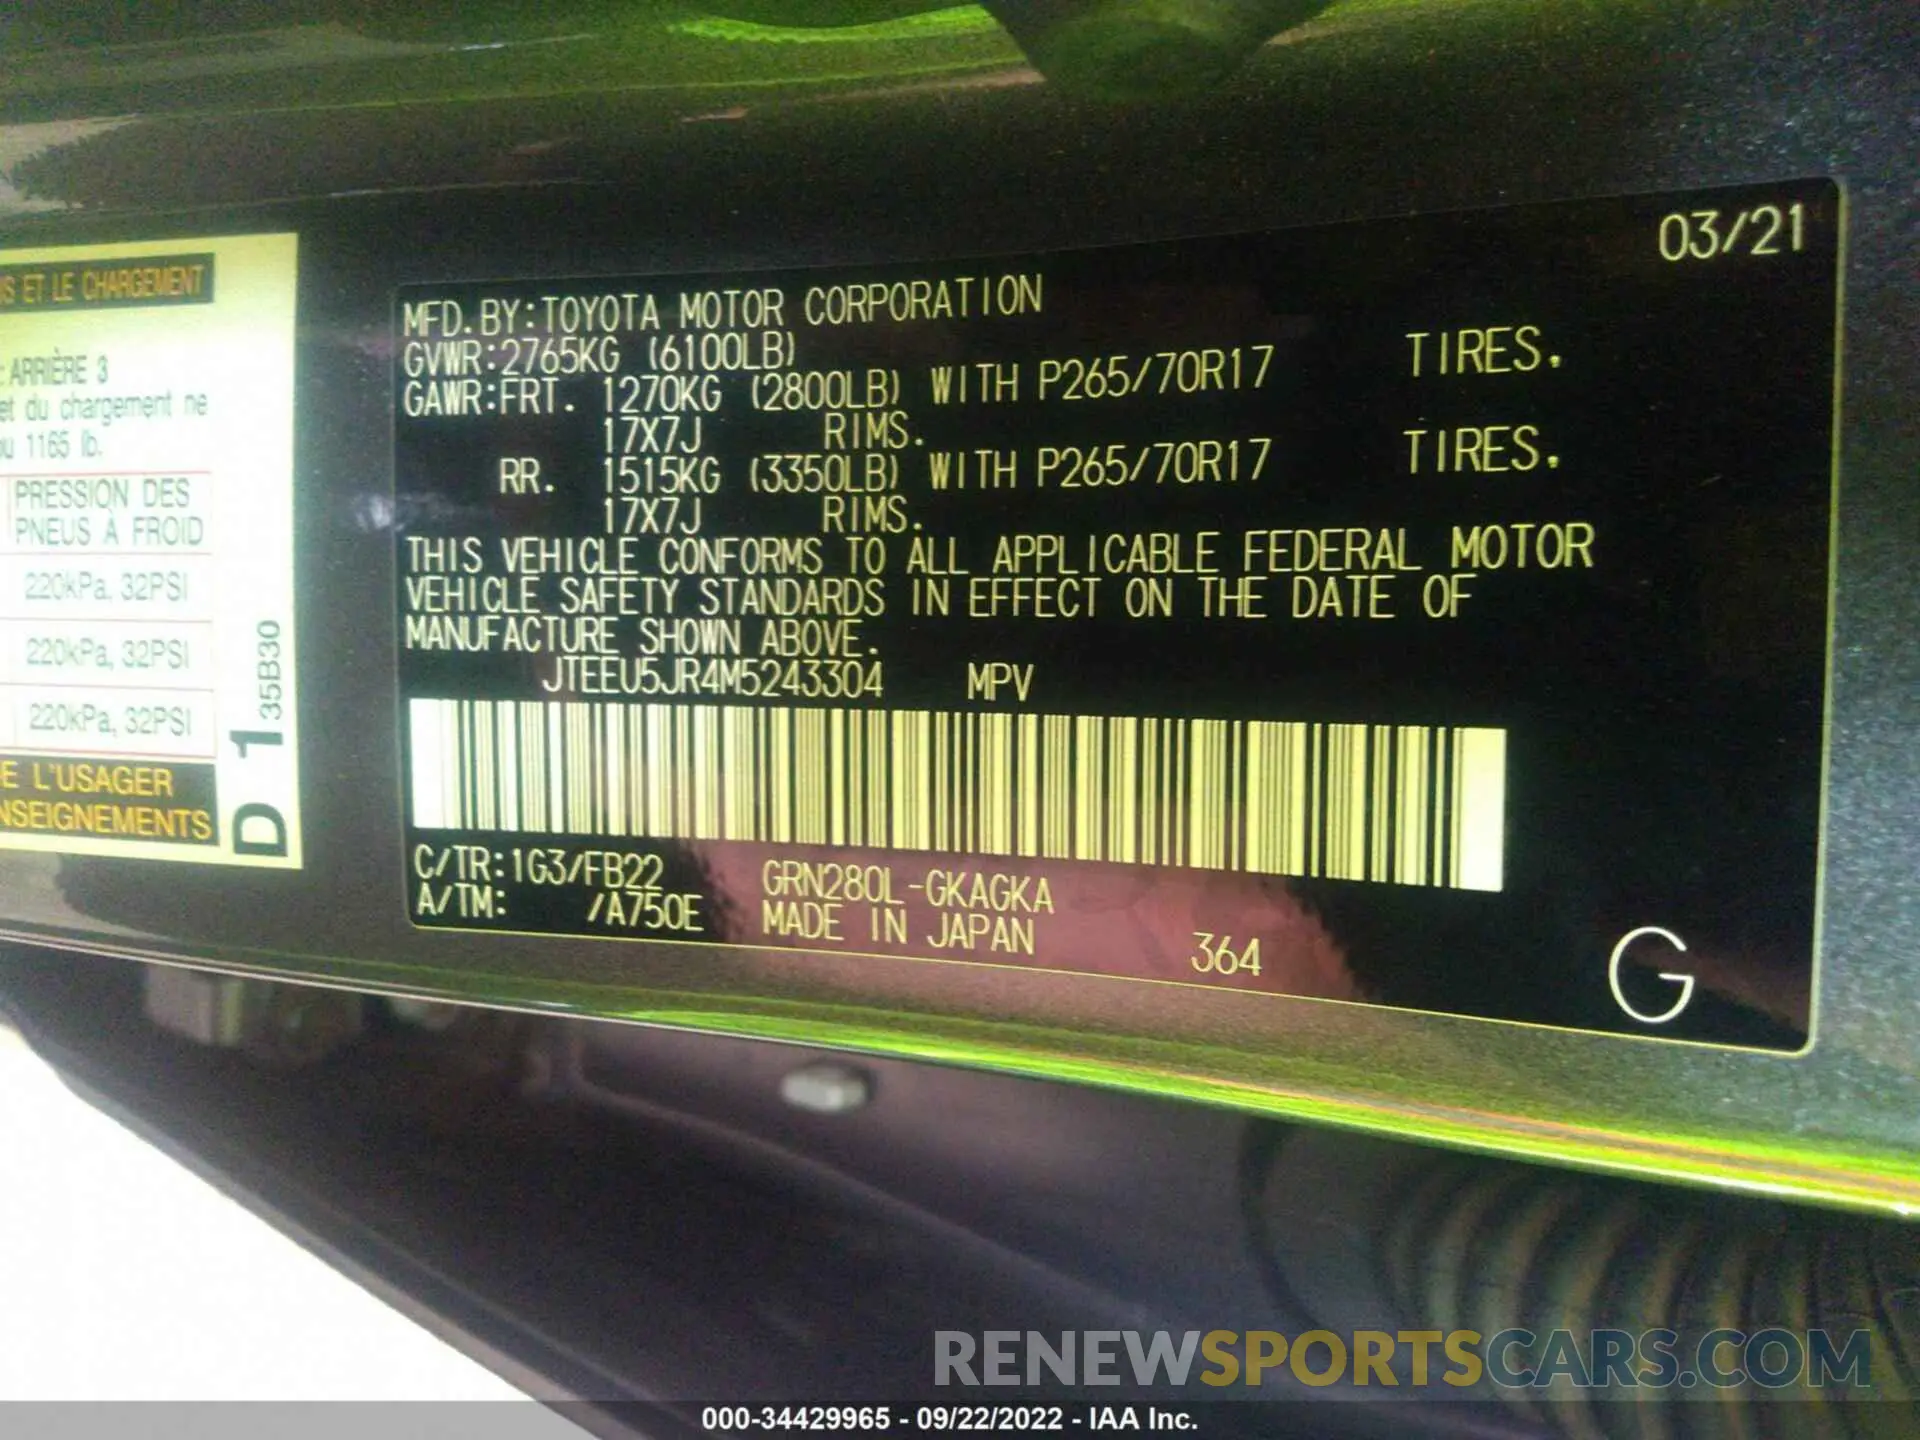 03/21
MFD.BY:TOYOTA MOTOR CORPORATION
GVWR:2765KG (6100LB)
GAWR:FRT. 1270KG (2800LB) WITH P265/70R17 TIRES.
17X7J RIMS.
RR. 1515KG (3350LB) WITH P265/70R17 TIRES.
17X7J RIMS.
THIS VEHICLE CONFORMS TO ALL APPLICABLE FEDERAL MOTOR
VEHICLE SAFETY STANDARDS IN EFFECT ON THE DATE OF
MANUFACTURE SHOWN ABOVE.
JTEEU5JR4M5243304 MPV
C/TR:1G3/FB22 GRN280L-GKAGKA
A/TM: /A750E MADE IN JAPAN 364
G
ET LE CHARGEMENT
ARRIÈRE 3
et du chargement ne
1165 lb.
PRESSION DES
PNEUS À FROID
220kPa, 32PSI
220kPa, 32PSI
220kPa, 32PSI
L'USAGER
D 1 35B30
RENEWSPORTSCARS.COM
000-34429965 - 09/22/2022 - IAA Inc.